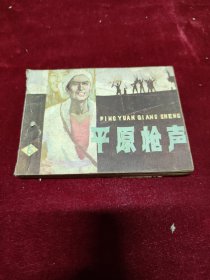 PING YUAN QIANG SHENG
平原枪声